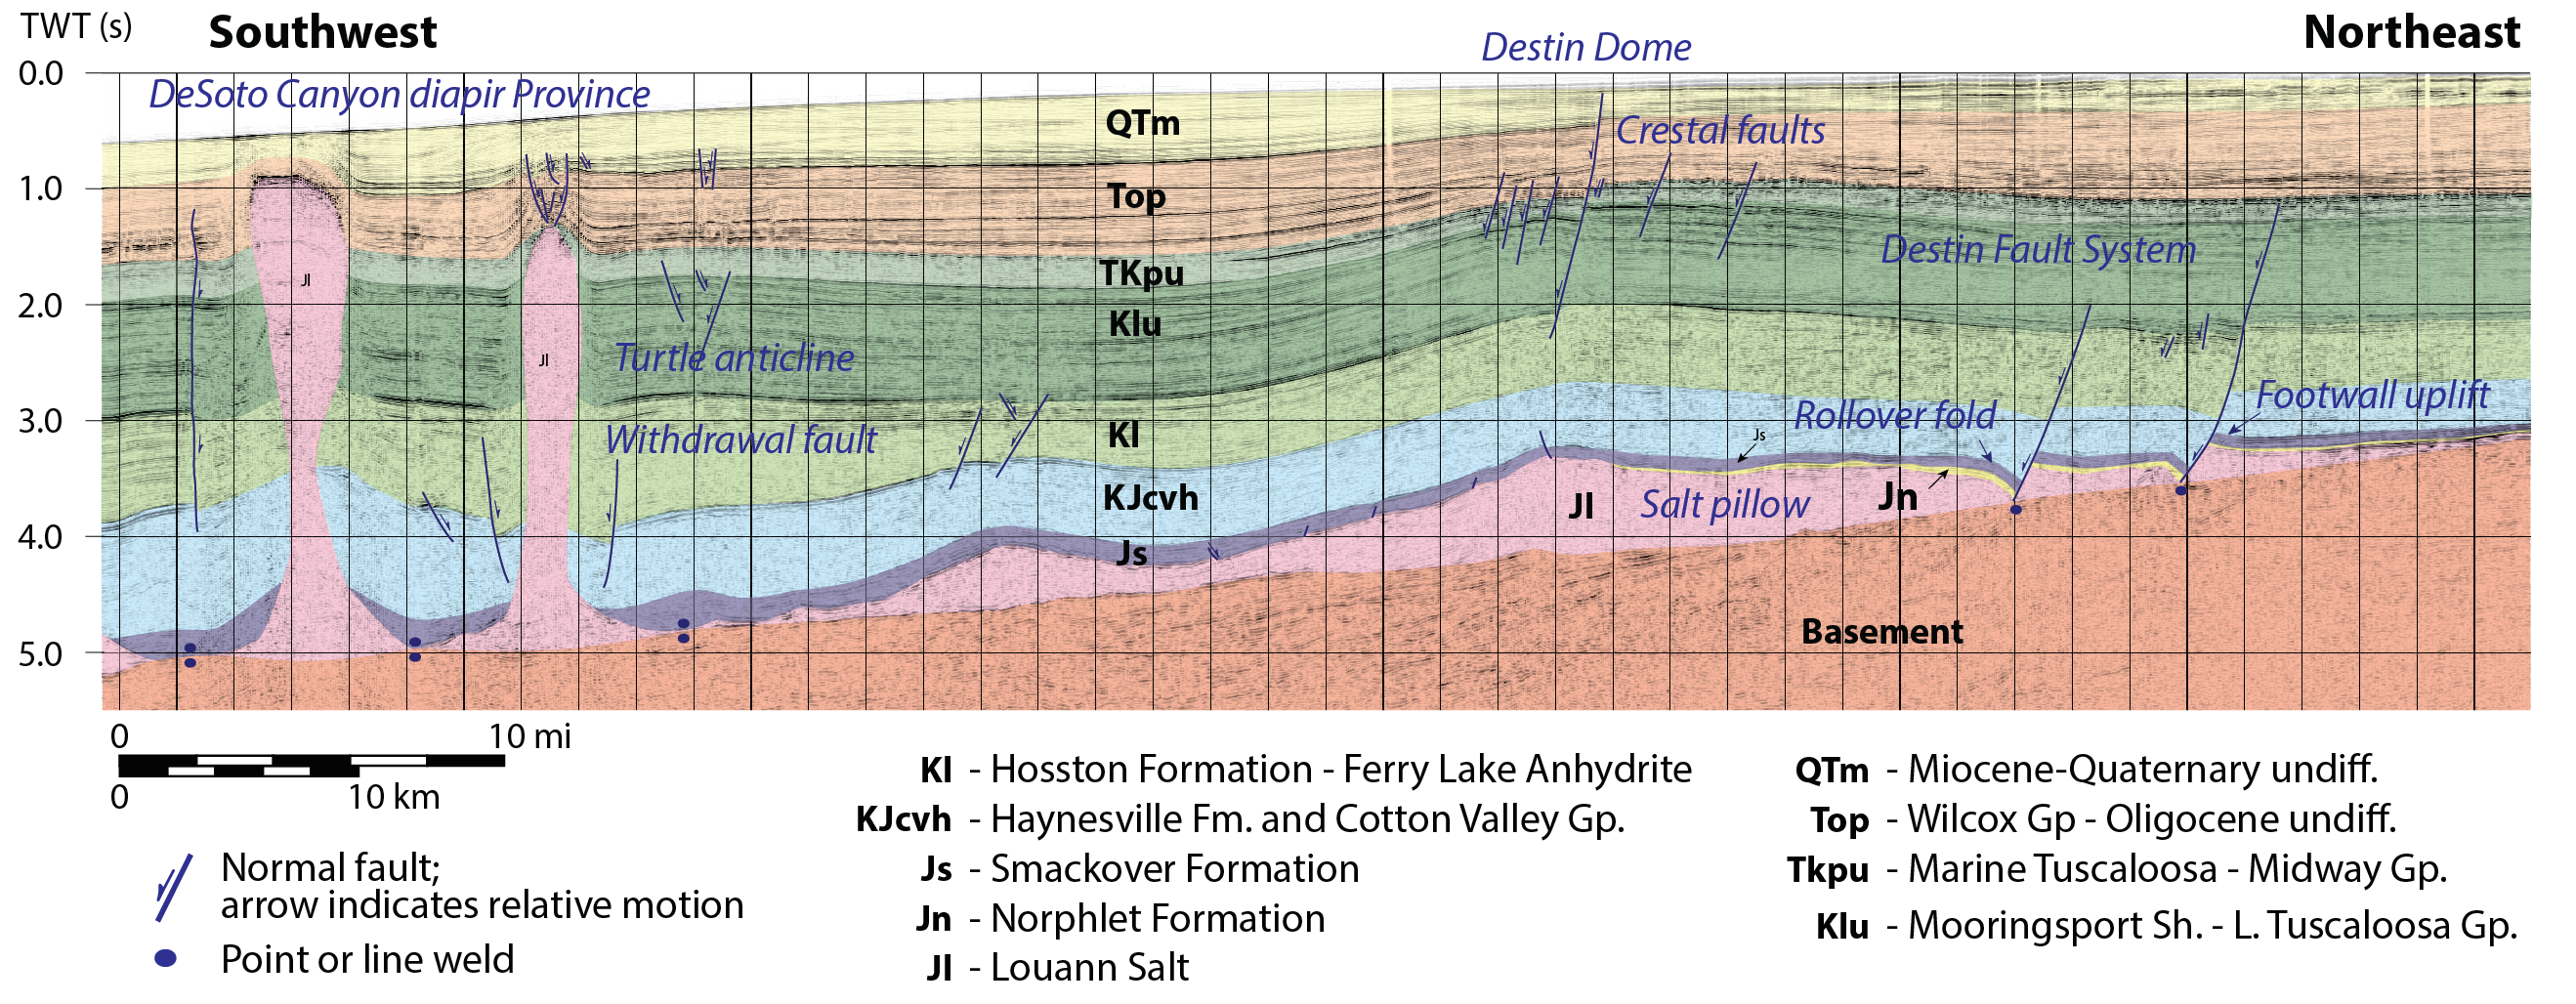 TWT (s)
Southwest
Destin Dome
Northeast
0.0
DeSoto Canyon diapir Province
QTm
Crestal faults
1.0
Top
Destin Fault System
TKpu
Jl
2.0
Klu
Jl
Turtle anticline
3.0
Withdrawal fault
Kl
Js
Rollover fold
Footwall uplift
KJcvh
Jl
Salt pillow
Jn
4.0
Js
Basement
5.0
0
10 mi
0
10 km
Normal fault;
arrow indicates relative motion
Point or line weld
Kl - Hosston Formation - Ferry Lake Anhydrite
KJcvh - Haynesville Fm. and Cotton Valley Gp.
Js - Smackover Formation
Jn - Norphlet Formation
Jl - Louann Salt
QTm - Miocene-Quaternary undiff.
Top - Wilcox Gp - Oligocene undiff.
Tkpu - Marine Tuscaloosa - Midway Gp.
Klu - Mooringsport Sh. - L. Tuscaloosa Gp.